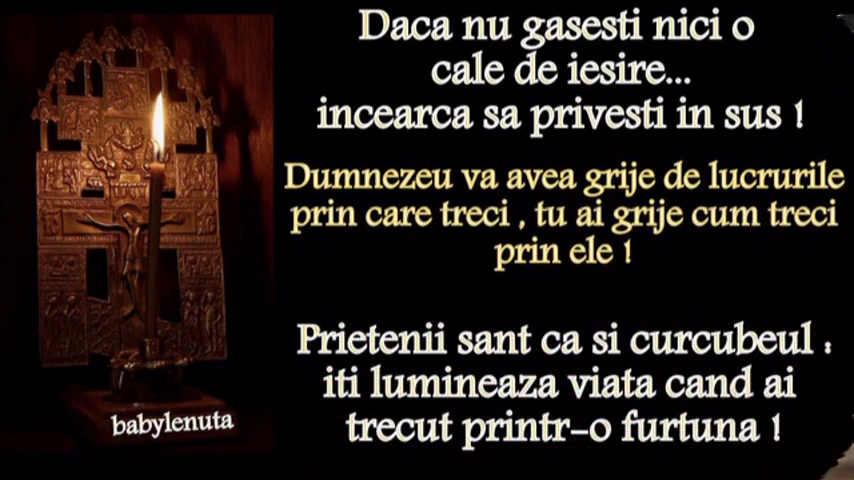 Daca nu gasesti nici o
cale de iesire...
incearca sa privesti in sus !
Dumnezeu va avea grije de lucrurile
prin care treci , tu ai grije cum treci
prin ele !
Prietenii sant ca si curcubeul :
iti lumineaza viata cand ai
trecut printr-o furtuna !
babylenuta